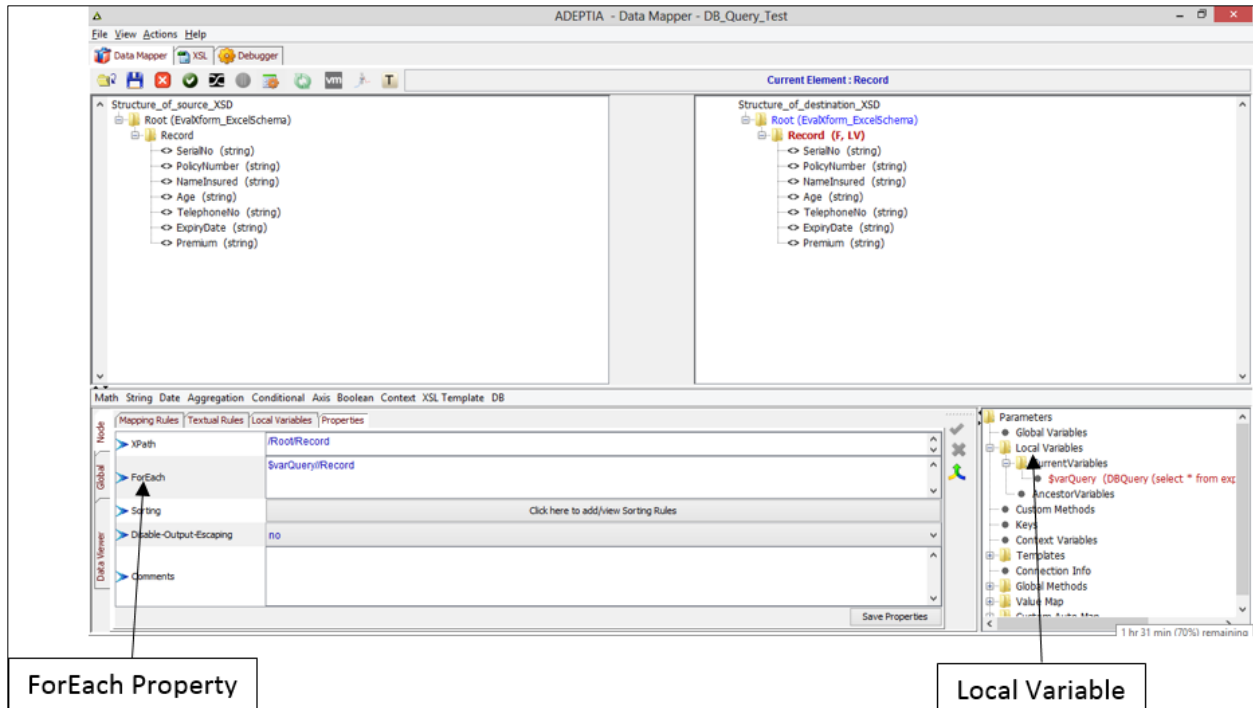 ADEPTIA - Data Mapper - DB_Query_Test
File View Actions Help
Data Mapper XSL Debugger
vm T Current Element : Record
Structure_of_source_XSD
Root (EvalXform_ExcelSchema)
Record
<> SerialNo (string)
<> PolicyNumber (string)
<> NameInsured (string)
<> Age (string)
<> TelephoneNo (string)
<> ExpiryDate (string)
<> Premium (string)
Structure_of_destination_XSD
Root (EvalXform_ExcelSchema)
Record (F, LV)
<> SerialNo (string)
<> PolicyNumber (string)
<> NameInsured (string)
<> Age (string)
<> TelephoneNo (string)
<> ExpiryDate (string)
<> Premium (string)
Math String Date Aggregation Conditional Axis Boolean Context XSL Template DB
Node
Global
Data Viewer
Mapping Rules Textual Rules Local Variables Properties
XPath /Root/Record
ForEach $varQuery//Record
Sorting Click here to add/view Sorting Rules
Disable-Output-Escaping no
Comments
Save Properties
Parameters
Global Variables
Local Variables
CurrentVariables
$varQuery (DBQuery (select * from exp
AncestorVariables
Custom Methods
Keys
Context Variables
Templates
Connection Info
Global Methods
Value Map
Custom Auto Map
1 hr 31 min (70%) remaining
ForEach Property
Local Variable